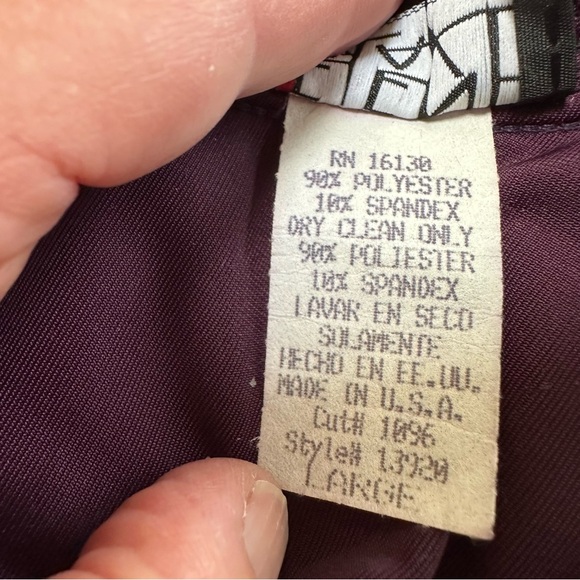 RN 16130
90% POLYESTER
10% SPANDEX
DRY CLEAN ONLY
90% POLIESTER
10% SPANDEX
LAVAR EN SECO
SOLAMENTE
HECHO EN EE.UU.
MADE IN U.S.A.
Cut# 1096
Style# 13920
LARGE